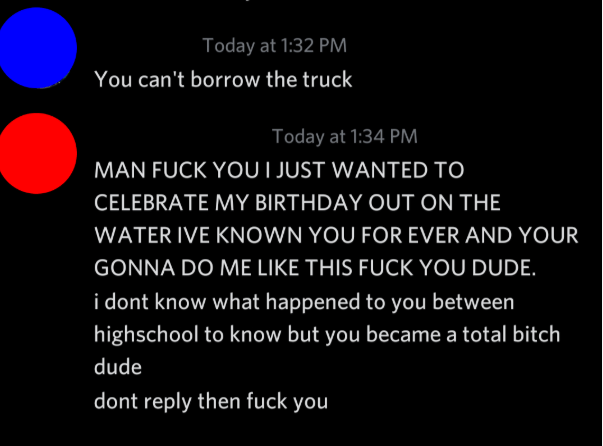 Today at 1:32 PM
You can't borrow the truck
Today at 1:34 PM
MAN FUCK YOU I JUST WANTED TO
CELEBRATE MY BIRTHDAY OUT ON THE
WATER IVE KNOWN YOU FOR EVER AND YOUR
GONNA DO ME LIKE THIS FUCK YOU DUDE.
i dont know what happened to you between
highschool to know but you became a total bitch
dude
dont reply then fuck you